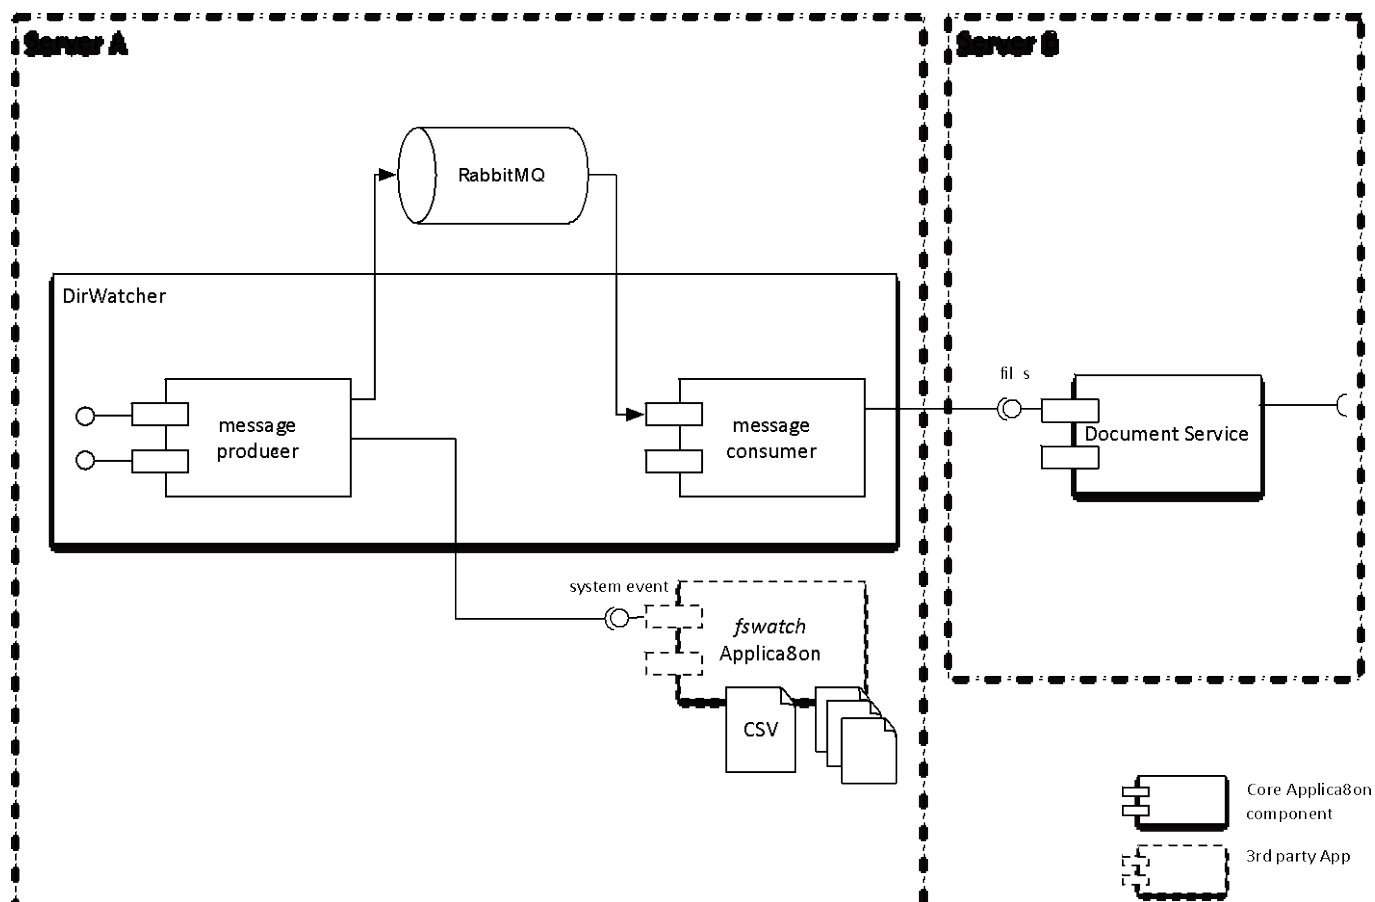 Server A
Server B
RabbitMQ
DirWatcher
message
producer
message
consumer
fil s
Document Service
system event
fswatch
Applica8on
CSV
Core Applica8on
component
3rd party App